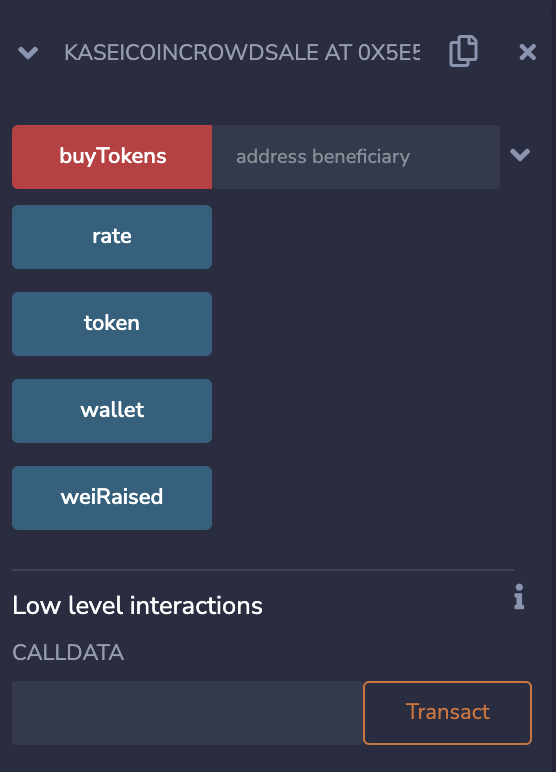 KASEICOINCROWDSALE AT 0X5E5
buyTokens address beneficiary
rate
token
wallet
weiRaised
Low level interactions
CALLDATA
Transact